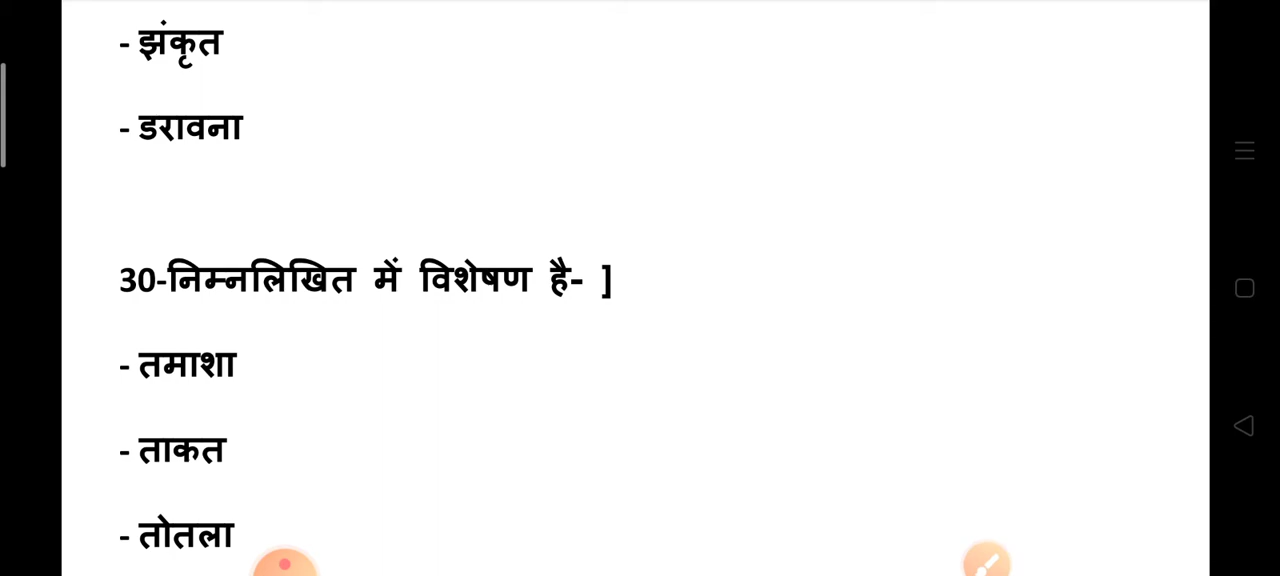 - झंकृत
- डरावना
30-निम्नलिखित में विशेषण है- ]
- तमाशा
- ताकत
- तोतला